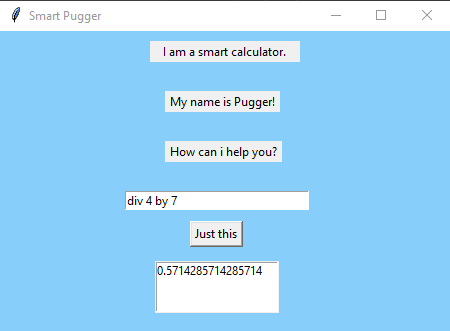 Smart Pugger
I am a smart calculator.
My name is Pugger!
How can i help you?
div 4 by 7
Just this
0.5714285714285714